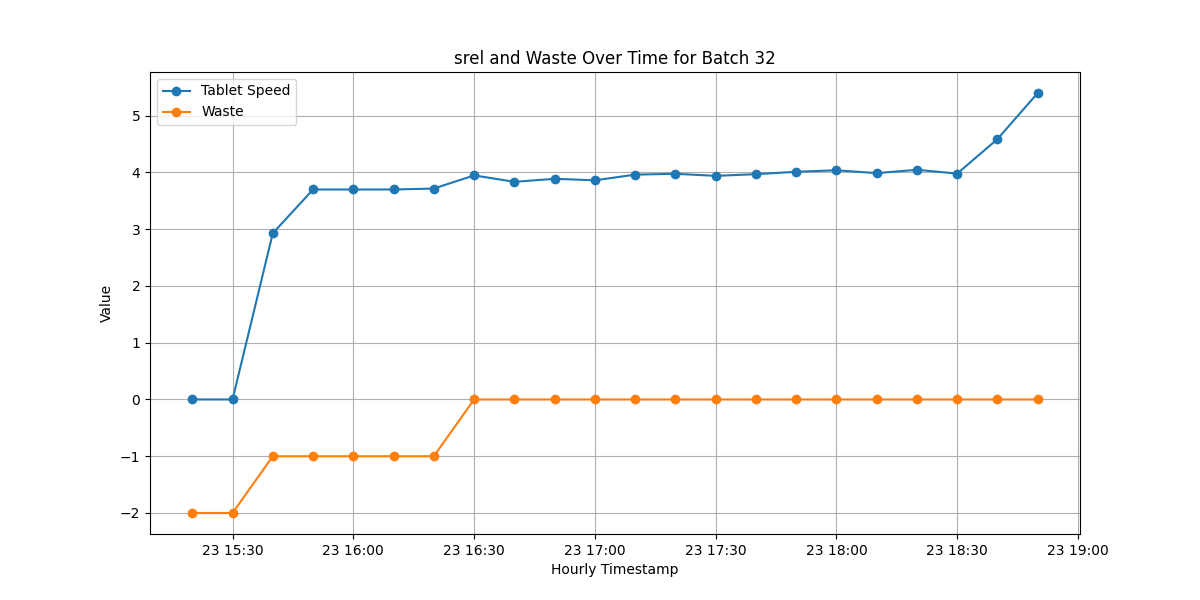 srel and Waste Over Time for Batch 32
Tablet Speed
Waste
Value
5
4
3
2
1
0
−1
−2
23 15:30 23 16:00 23 16:30 23 17:00 23 17:30 23 18:00 23 18:30 23 19:00
Hourly Timestamp